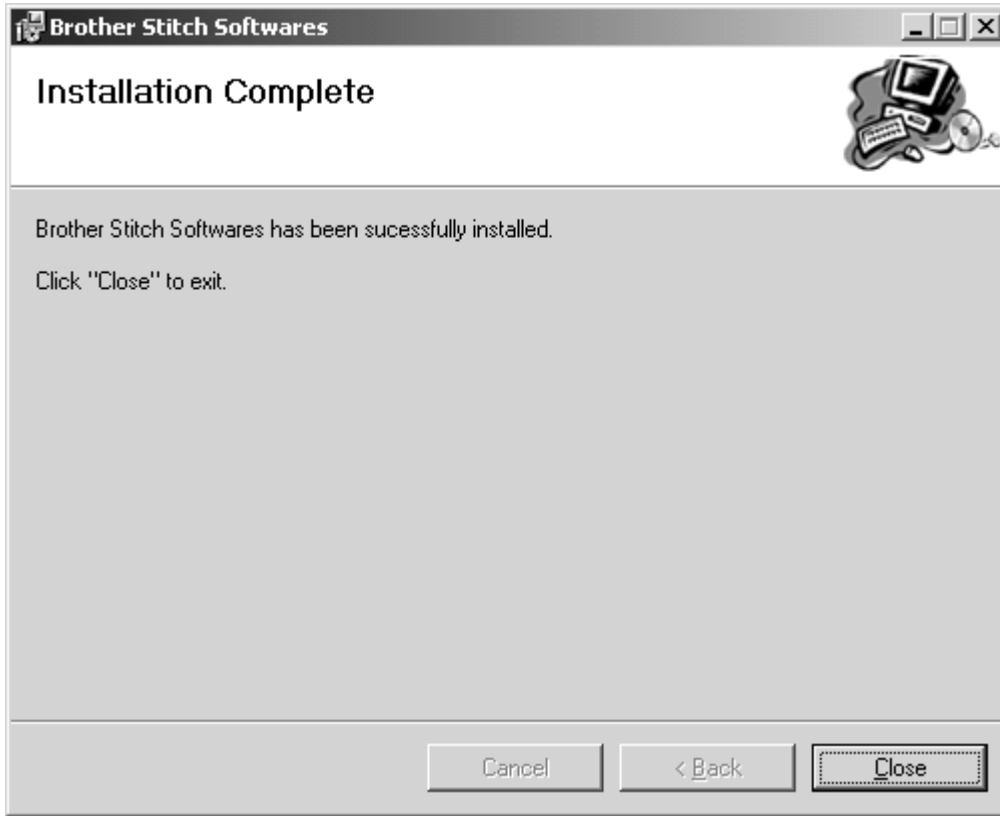 Brother Stitch Softwares
Installation Complete
Brother Stitch Softwares has been sucessfully installed.
Click "Close" to exit.
Cancel
< Back
Close